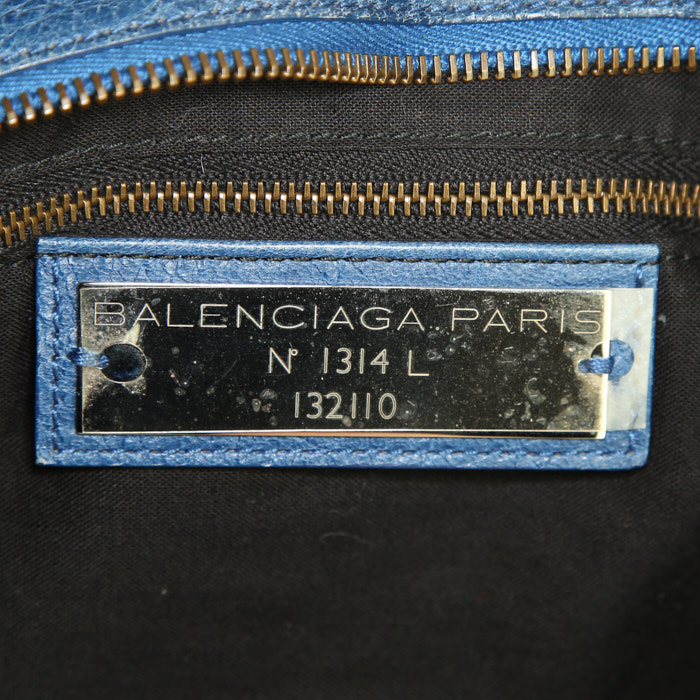 BALENCIAGA. PARIS
N° 1314 L
132110